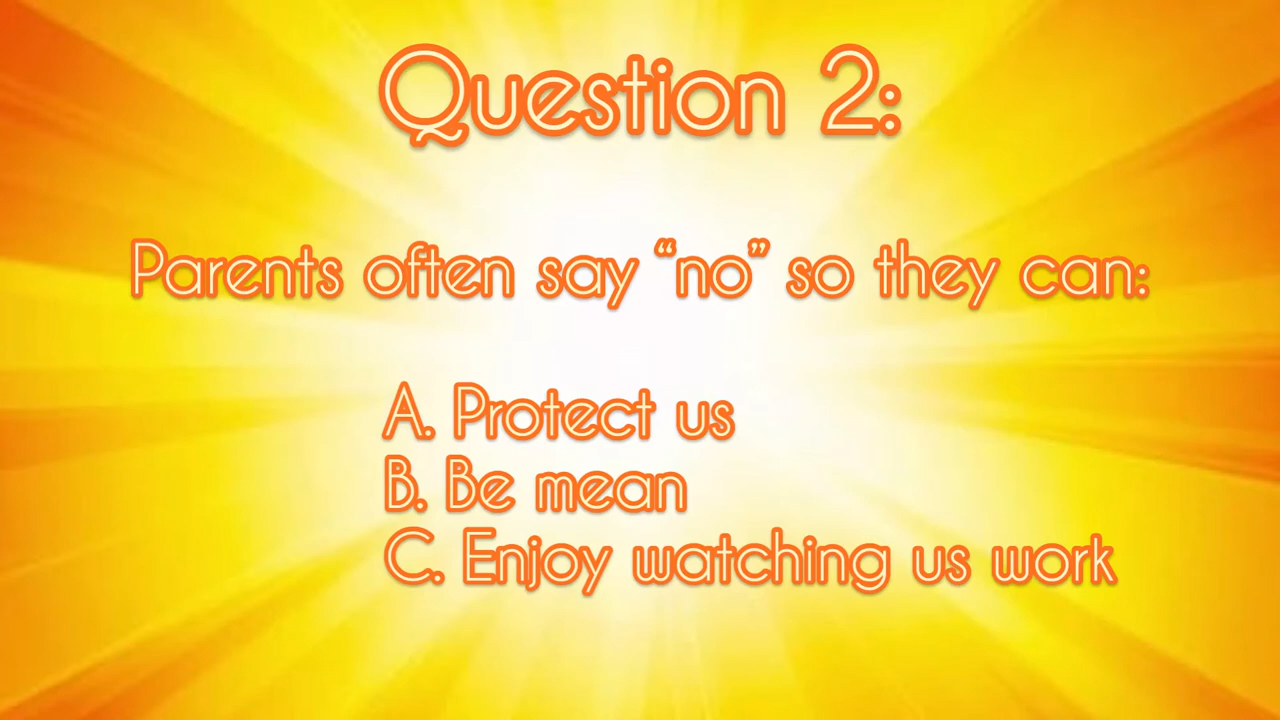 Question 2:
Parents often say “no” so they can:
A. Protect us
B. Be mean
C. Enjoy watching us work